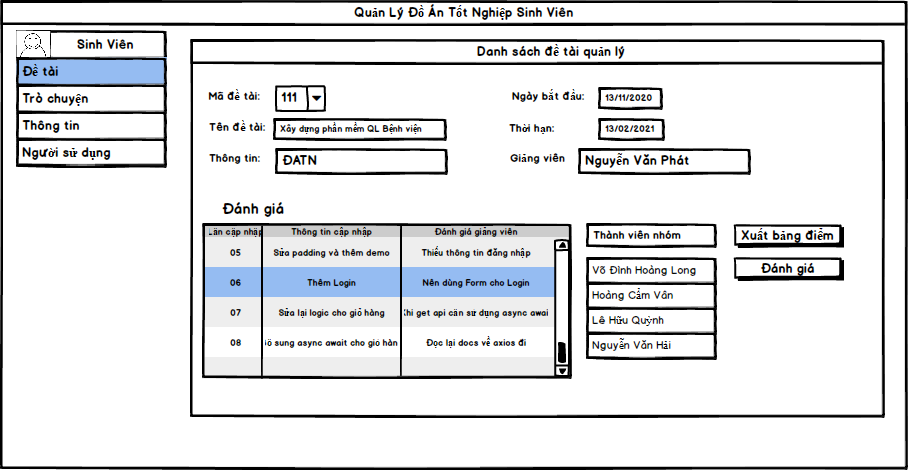 Quản Lý Đồ Án Tốt Nghiệp Sinh Viên
Sinh Viên
Đề tài
Trò chuyện
Thông tin
Người sử dụng
Danh sách đề tài quản lý
Mã đề tài: 111
Ngày bắt đầu: 13/11/2020
Tên đề tài: Xây dựng phần mềm QL Bệnh viện
Thời hạn: 13/02/2021
Thông tin: ĐATN
Giảng viên Nguyễn Văn Phát
Đánh giá
Lần cập nhập Thông tin cập nhập Đánh giá giảng viên
05 Sửa padding và thêm demo Thiếu thông tin đăng nhập
06 Thêm Login Nên dùng Form cho Login
07 Sửa lại logic cho giỏ hàng Khi get api cần sử dụng async awai
08 sung async await cho giỏ hàn Đọc lại docs về axios đi
Thành viên nhóm
Võ Đình Hoàng Long
Hoàng Cẩm Vân
Lê Hữu Quỳnh
Nguyễn Văn Hải
Xuất bảng điểm
Đánh giá